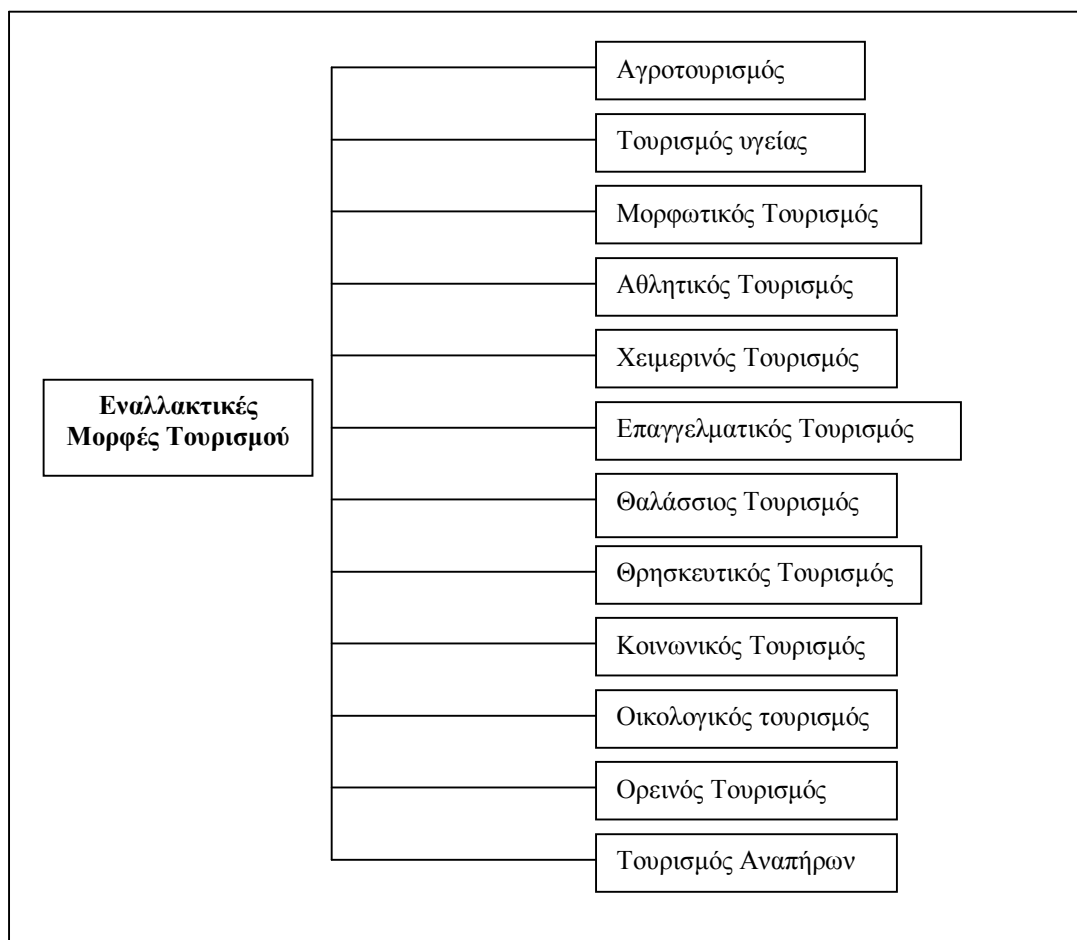 Αγροτουρισμός
Τουρισμός υγείας
Μορφωτικός Τουρισμός
Αθλητικός Τουρισμός
Χειμερινός Τουρισμός
Εναλλακτικές
Μορφές Τουρισμού
Επαγγελματικός Τουρισμός
Θαλάσσιος Τουρισμός
Θρησκευτικός Τουρισμός
Κοινωνικός Τουρισμός
Οικολογικός τουρισμός
Ορεινός Τουρισμός
Τουρισμός Αναπήρων